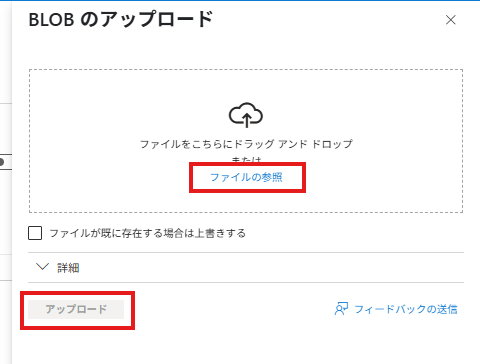 BLOB のアップロード
ファイルをこちらにドラッグ アンド ドロップ
または
ファイルの参照
ファイルが既に存在する場合は上書きする
詳細
アップロード
フィードバックの送信